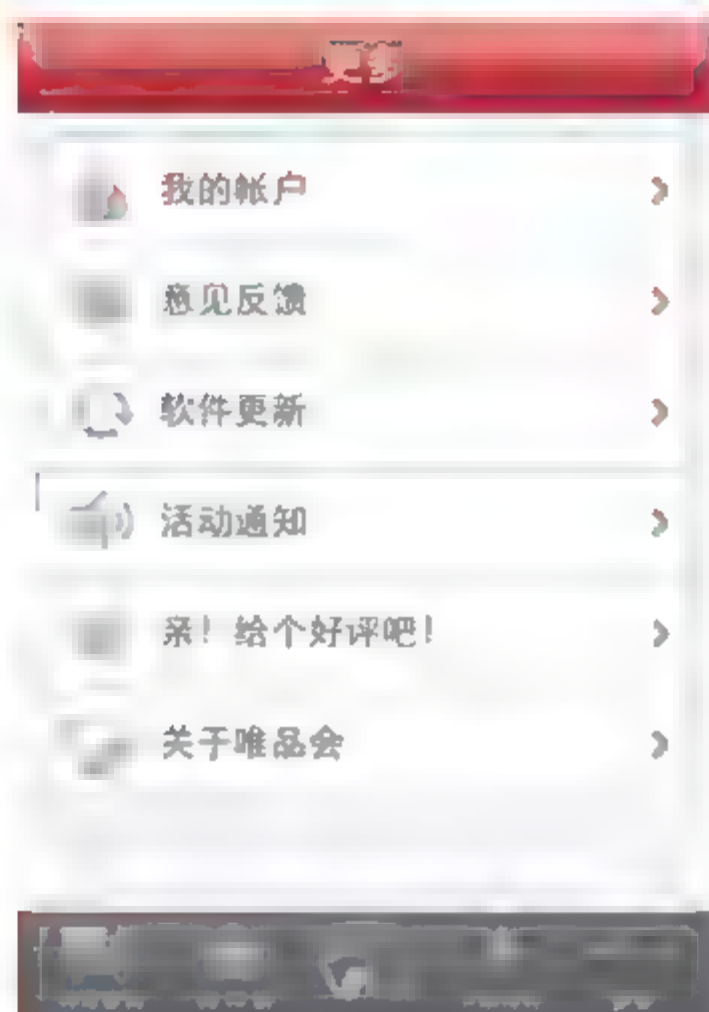 更多
我的帐户
意见反馈
软件更新
活动通知
亲！给个好评吧！
关于唯品会